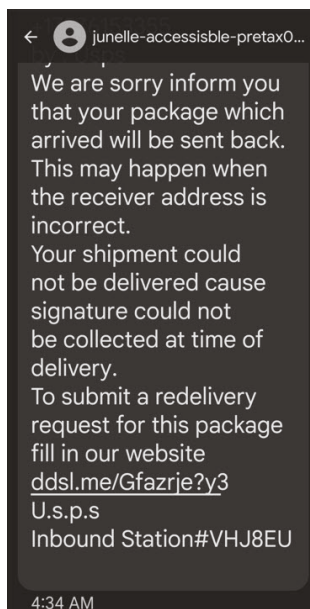 ← junelle-accessisble-pretax0...
We are sorry inform you
that your package which
arrived will be sent back.
This may happen when
the receiver address is
incorrect.
Your shipment could
not be delivered cause
signature could not
be collected at time of
delivery.
To submit a redelivery
request for this package
fill in our website
ddsl.me/Gfazrje?y3
U.s.p.s
Inbound Station#VHJ8EU
4:34 AM